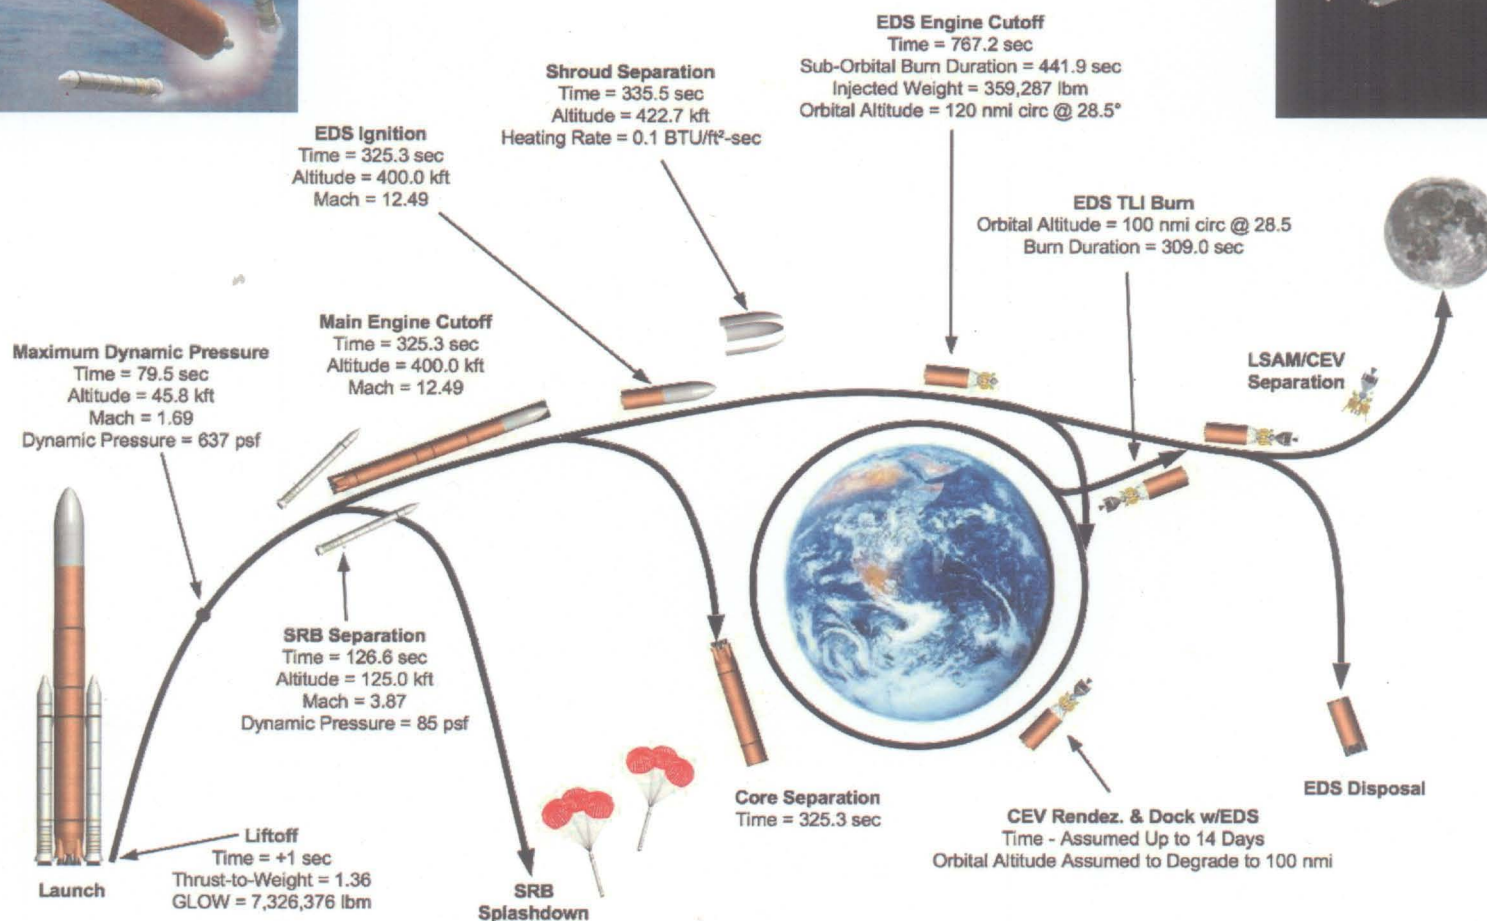 EDS Engine Cutoff
Time = 767.2 sec
Sub-Orbital Burn Duration = 441.9 sec
Injected Weight = 359,287 lbm
Orbital Altitude = 120 nmi circ @ 28.5°
Shroud Separation
Time = 335.5 sec
Altitude = 422.7 kft
Heating Rate = 0.1 BTU/ft²-sec
EDS Ignition
Time = 325.3 sec
Altitude = 400.0 kft
Mach = 12.49
EDS TLI Burn
Orbital Altitude = 100 nmi circ @ 28.5
Burn Duration = 309.0 sec
Main Engine Cutoff
Time = 325.3 sec
Altitude = 400.0 kft
Mach = 12.49
Maximum Dynamic Pressure
Time = 79.5 sec
Altitude = 45.8 kft
Mach = 1.69
Dynamic Pressure = 637 psf
LSAM/CEV
Separation
SRB Separation
Time = 126.6 sec
Altitude = 125.0 kft
Mach = 3.87
Dynamic Pressure = 85 psf
Core Separation
Time = 325.3 sec
EDS Disposal
CEV Rendez. & Dock w/EDS
Time - Assumed Up to 14 Days
Orbital Altitude Assumed to Degrade to 100 nmi
Liftoff
Time = +1 sec
Thrust-to-Weight = 1.36
GLOW = 7,326,376 lbm
Launch
SRB
Splashdown